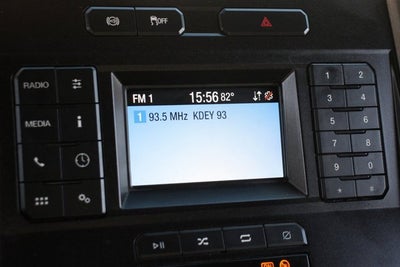 OFF
RADIO
MEDIA
FM 1 15:56 82°
1 93.5 MHz KDEY 93
1 2
3 4
5 6
7 8
9 0
* #